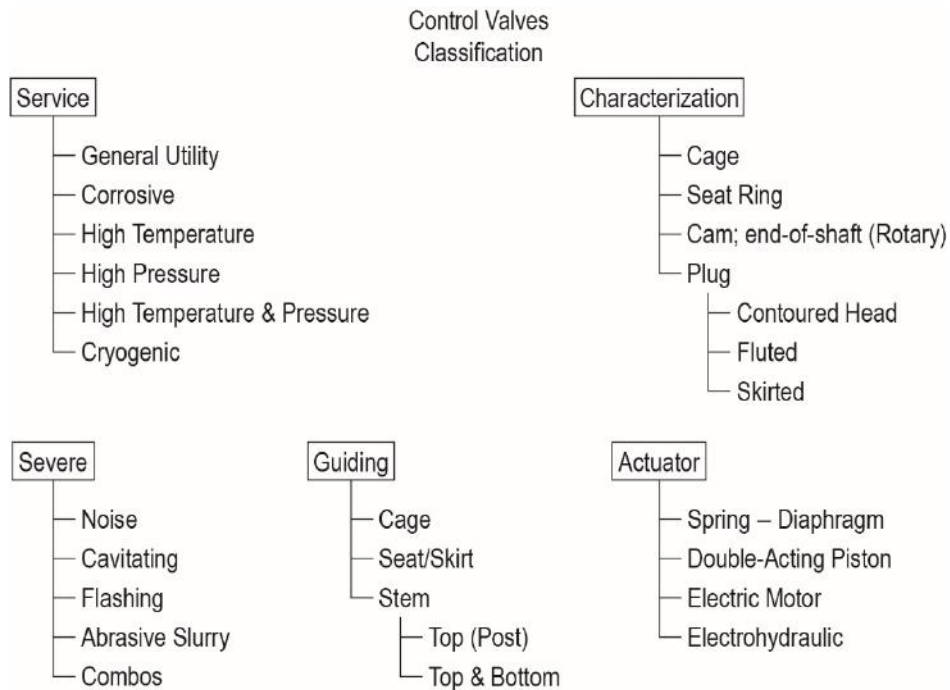 Control Valves
Classification
Service
General Utility
Corrosive
High Temperature
High Pressure
High Temperature & Pressure
Cryogenic
Characterization
Cage
Seat Ring
Cam; end-of-shaft (Rotary)
Plug
Contoured Head
Fluted
Skirted
Severe
Noise
Cavitating
Flashing
Abrasive Slurry
Combos
Guiding
Cage
Seat/Skirt
Stem
Top (Post)
Top & Bottom
Actuator
Spring – Diaphragm
Double-Acting Piston
Electric Motor
Electrohydraulic